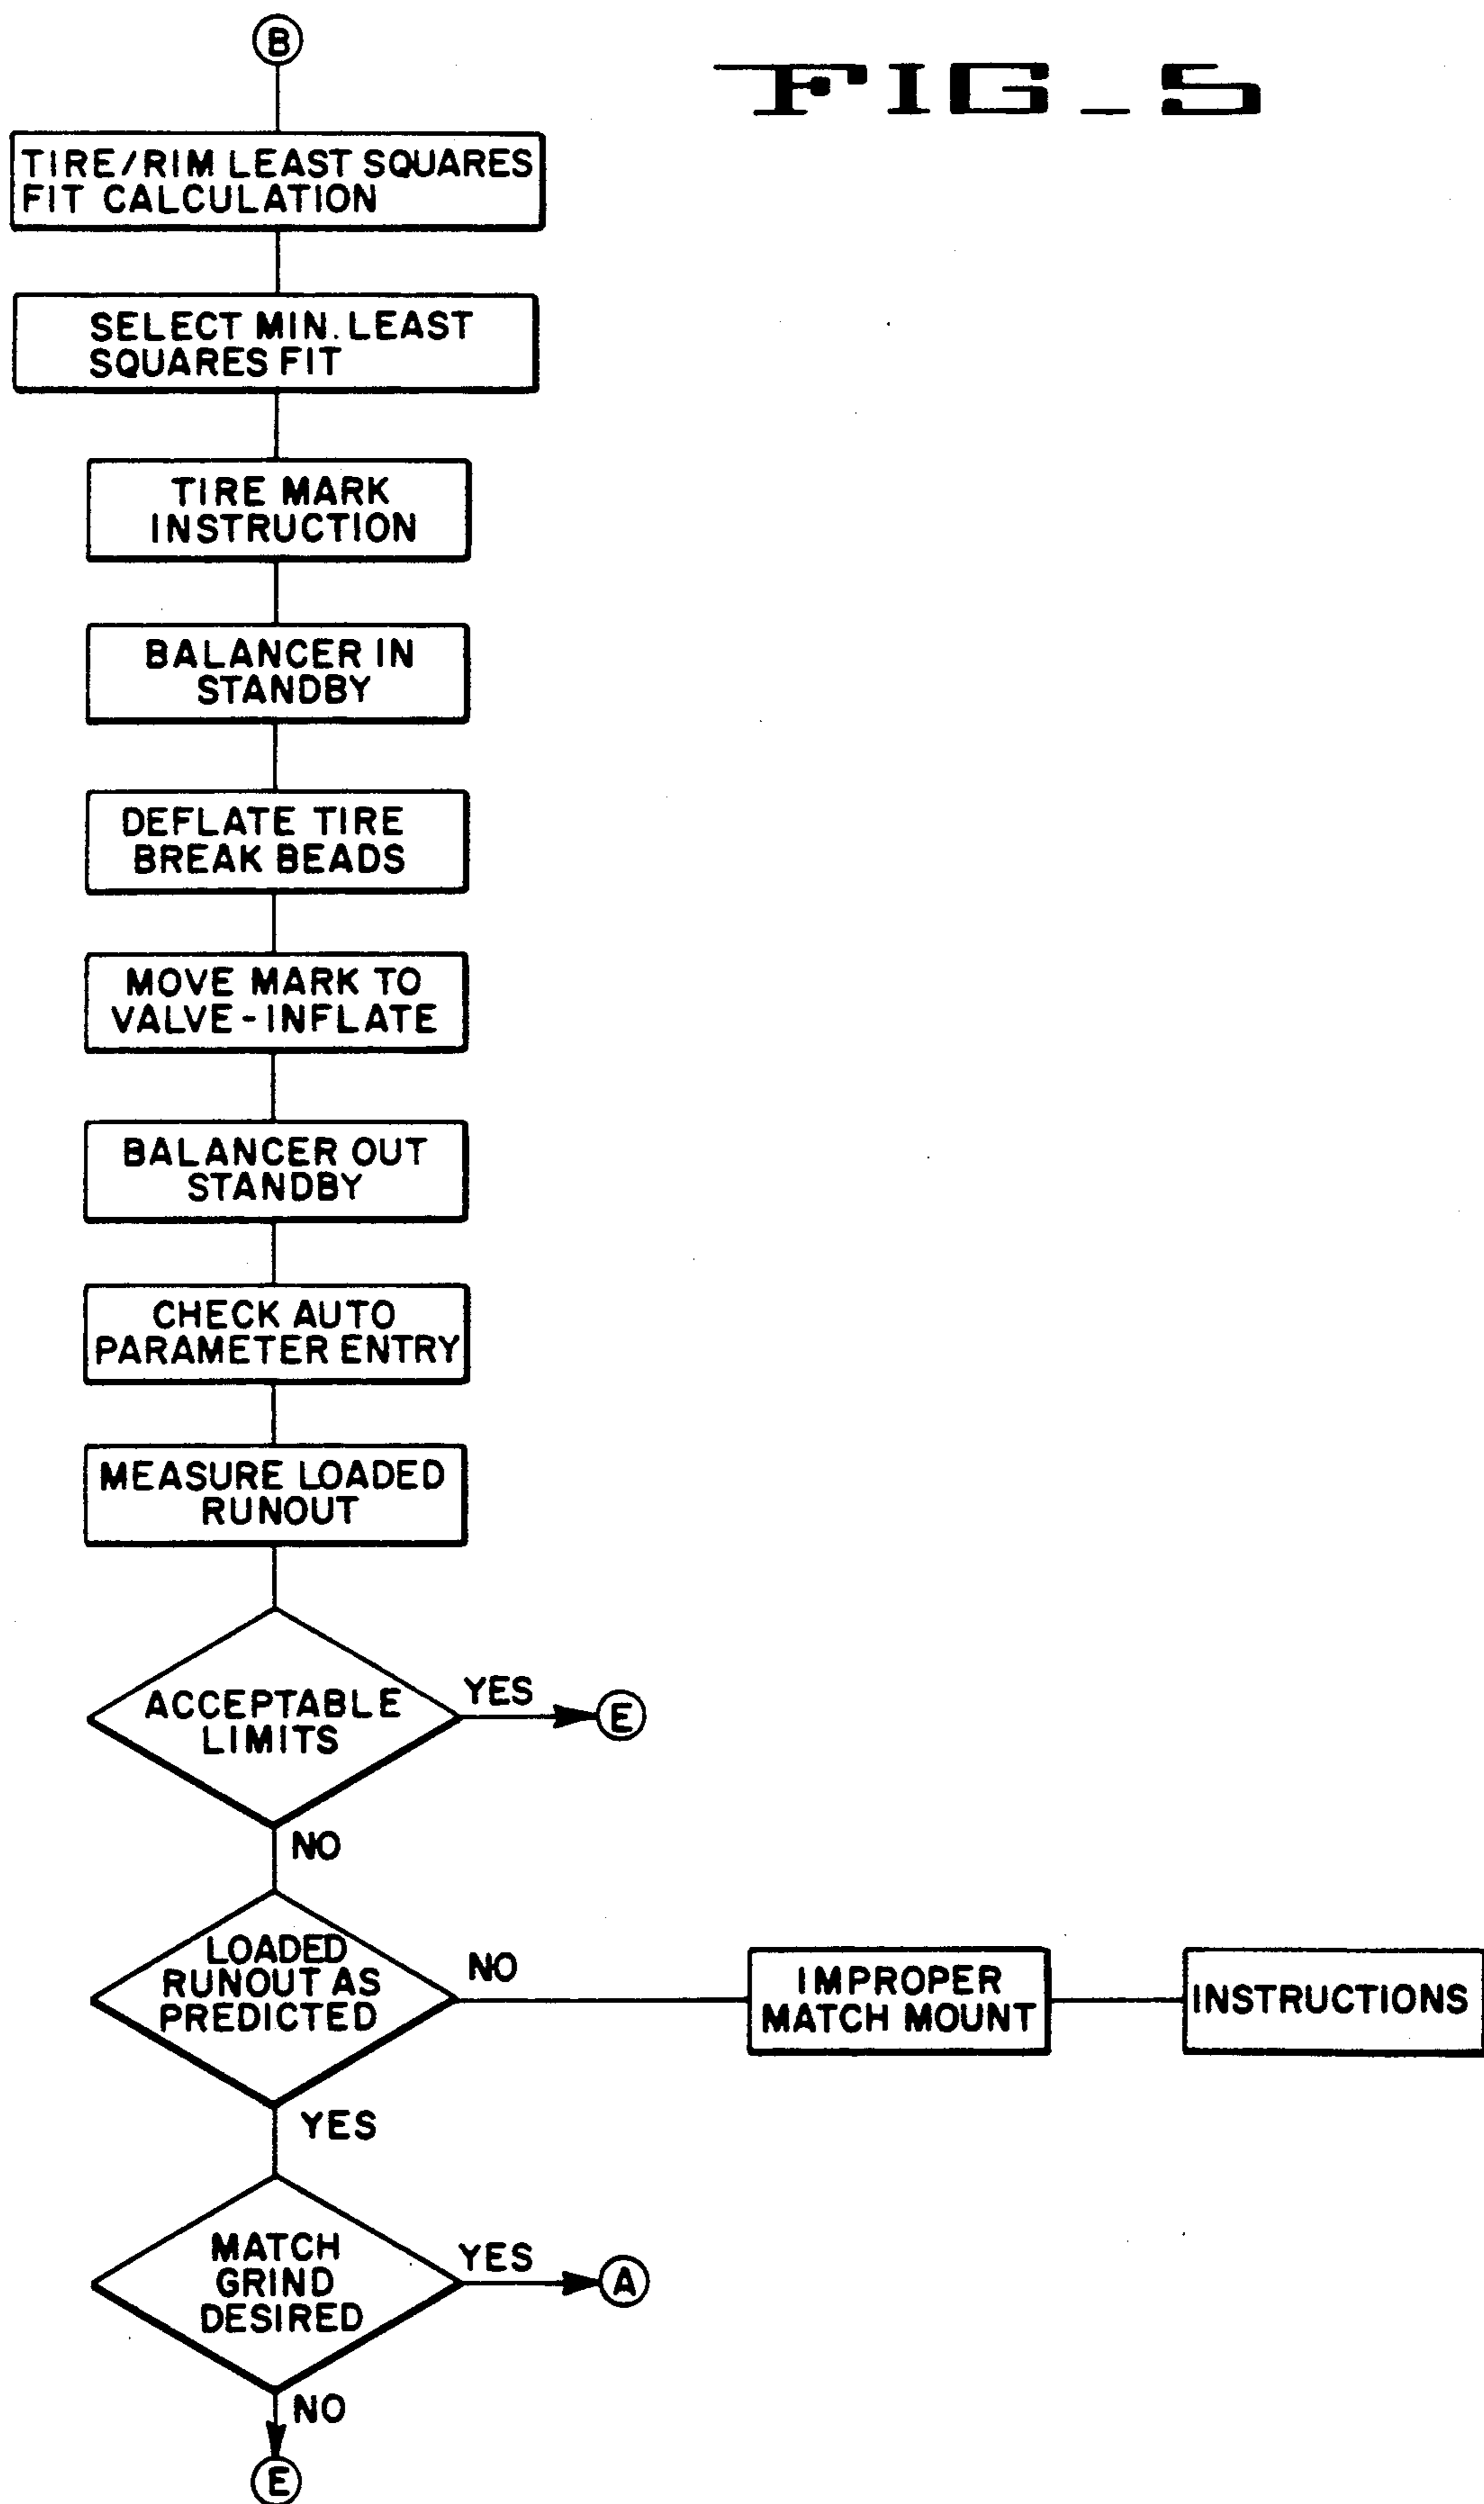 B
FIG_5
TIRE/RIM LEAST SQUARES
FIT CALCULATION
SELECT MIN. LEAST
SQUARES FIT
TIRE MARK
INSTRUCTION
BALANCER IN
STANDBY
DEFLATE TIRE
BREAK BEADS
MOVE MARK TO
VALVE-INFLATE
BALANCER OUT
STANDBY
CHECK AUTO
PARAMETER ENTRY
MEASURE LOADED
RUNOUT
ACCEPTABLE
LIMITS
YES
E
NO
LOADED
RUNOUT AS
PREDICTED
NO
IMPROPER
MATCH MOUNT
INSTRUCTIONS
YES
MATCH
GRIND
DESIRED
YES
A
NO
E